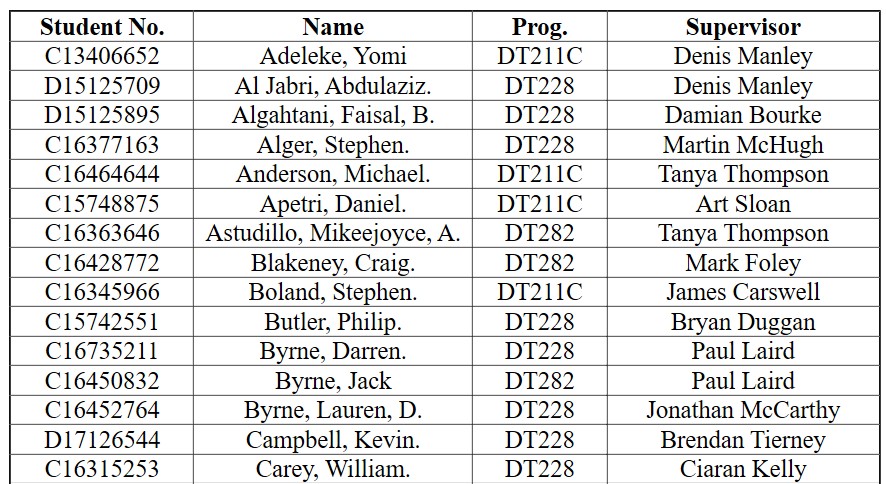 Student No. Name Prog. Supervisor
C13406652 Adeleke, Yomi DT211C Denis Manley
D15125709 Al Jabri, Abdulaziz. DT228 Denis Manley
D15125895 Algahtani, Faisal, B. DT228 Damian Bourke
C16377163 Alger, Stephen. DT228 Martin McHugh
C16464644 Anderson, Michael. DT211C Tanya Thompson
C15748875 Apetri, Daniel. DT211C Art Sloan
C16363646 Astudillo, Mikeejoyce, A. DT282 Tanya Thompson
C16428772 Blakeney, Craig. DT282 Mark Foley
C16345966 Boland, Stephen. DT211C James Carswell
C15742551 Butler, Philip. DT228 Bryan Duggan
C16735211 Byrne, Darren. DT228 Paul Laird
C16450832 Byrne, Jack DT282 Paul Laird
C16452764 Byrne, Lauren, D. DT228 Jonathan McCarthy
D17126544 Campbell, Kevin. DT228 Brendan Tierney
C16315253 Carey, William. DT228 Ciaran Kelly